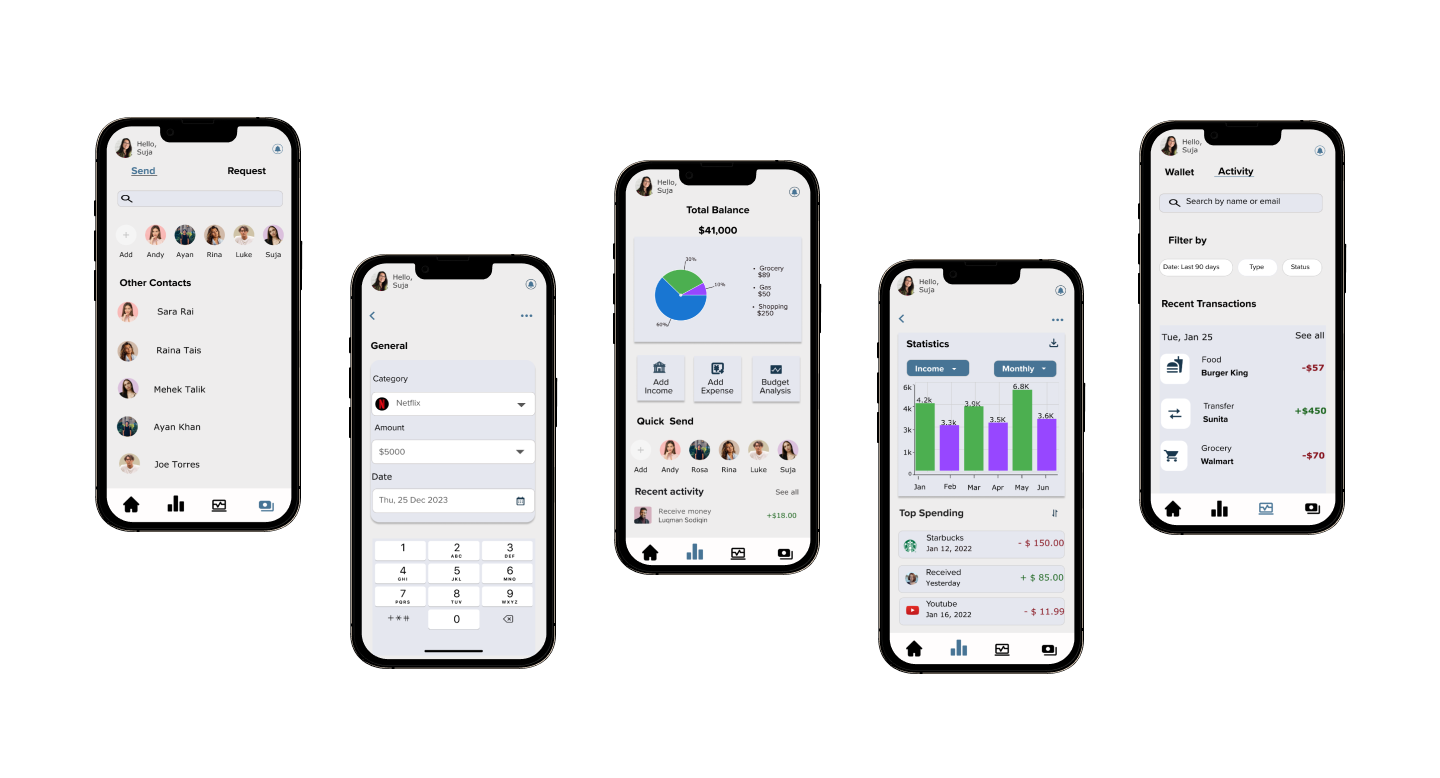 Hello,
Suja
Send Request
Add Andy Ayan Rina Luke Suja
Other Contacts
Sara Rai
Raina Tais
Mehek Talik
Ayan Khan
Joe Torres
Hello,
Suja
General
Category
Netflix
Amount
$5000
Date
Thu, 25 Dec 2023
1 2 3
ABC DEF
4 5 6
GHI JKL MNO
7 8 9
PQRS TUV WXYZ
+*# 0
Hello,
Suja
Total Balance
$41,000
30%
10%
60%
• Grocery
$89
• Gas
$50
• Shopping
$250
Add Add Budget
Income Expense Analysis
Quick Send
Add Andy Rosa Rina Luke Suja
Recent activity See all
Receive money
Luqman Sodiqin
+$18.00
Hello,
Suja
Statistics
Income Monthly
6k
4k
3k
1k
0
4.2k 3.3k 3.9K 3.5K 6.8K 3.6K
Jan Feb Mar Apr May Jun
Top Spending
Starbucks
Jan 12, 2022
- $ 150.00
Received
Yesterday
+ $ 85.00
Youtube
Jan 16, 2022
- $ 11.99
Hello,
Suja
Wallet Activity
Search by name or email
Filter by
Date: Last 90 days Type Status
Recent Transactions
Tue, Jan 25 See all
Food
Burger King
-$57
Transfer
Sunita
+$450
Grocery
Walmart
-$70